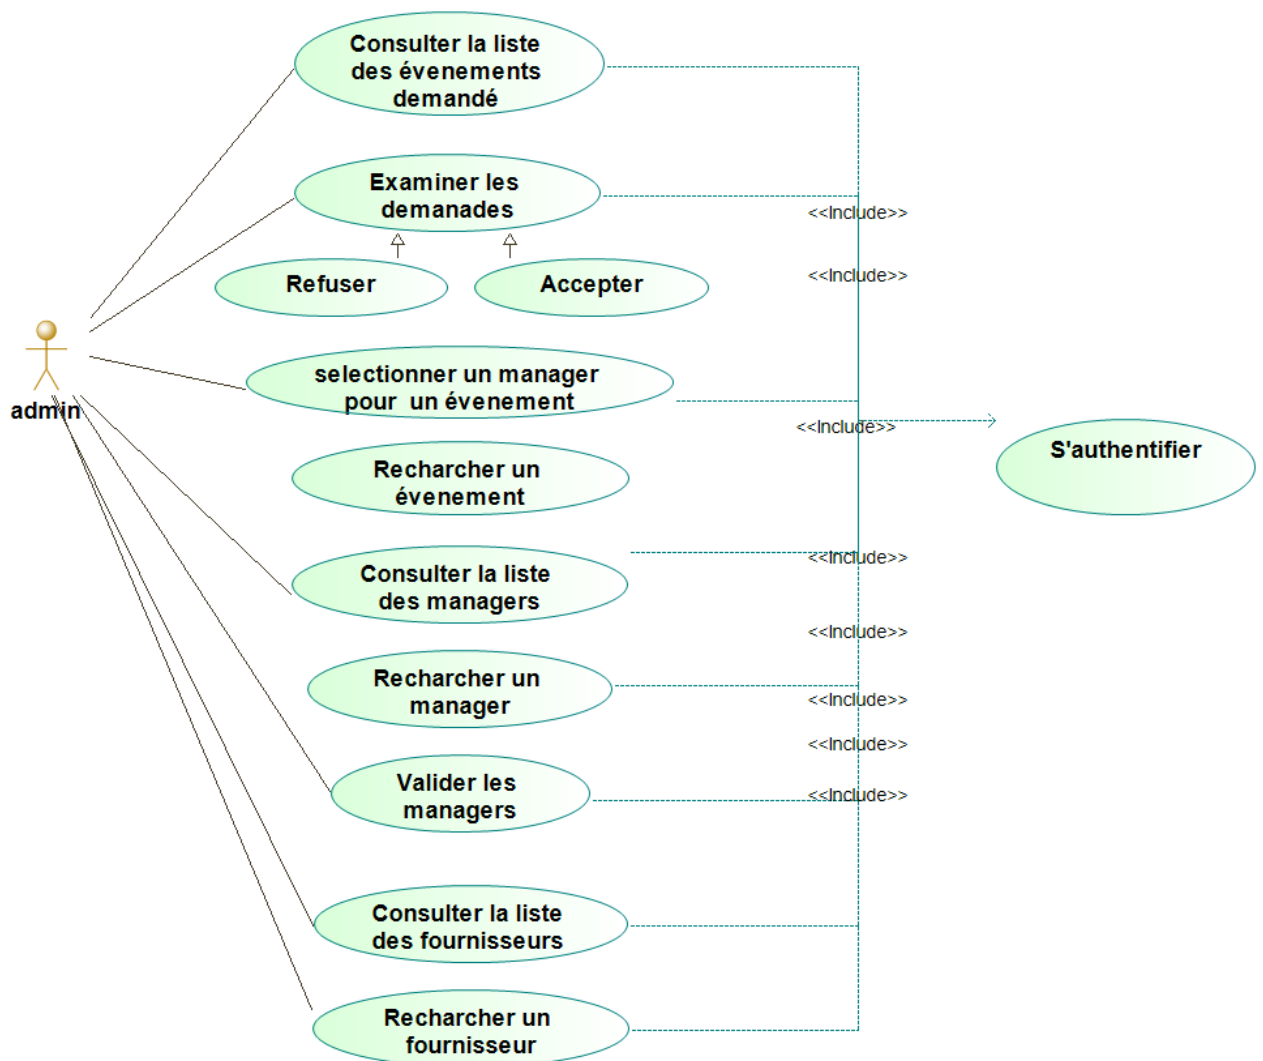 Consulter la liste
des évenements
demandé
Examiner les
demanades
<<Include>>
<<Include>>
Refuser
Accepter
admin
selectionner un manager
pour un évenement
<<Include>>
S'authentifier
Recharcher un
évenement
<<Include>>
Consulter la liste
des managers
<<Include>>
Recharcher un
manager
<<Include>>
<<Include>>
Valider les
managers
<<Include>>
Consulter la liste
des fournisseurs
Recharcher un
fournisseur